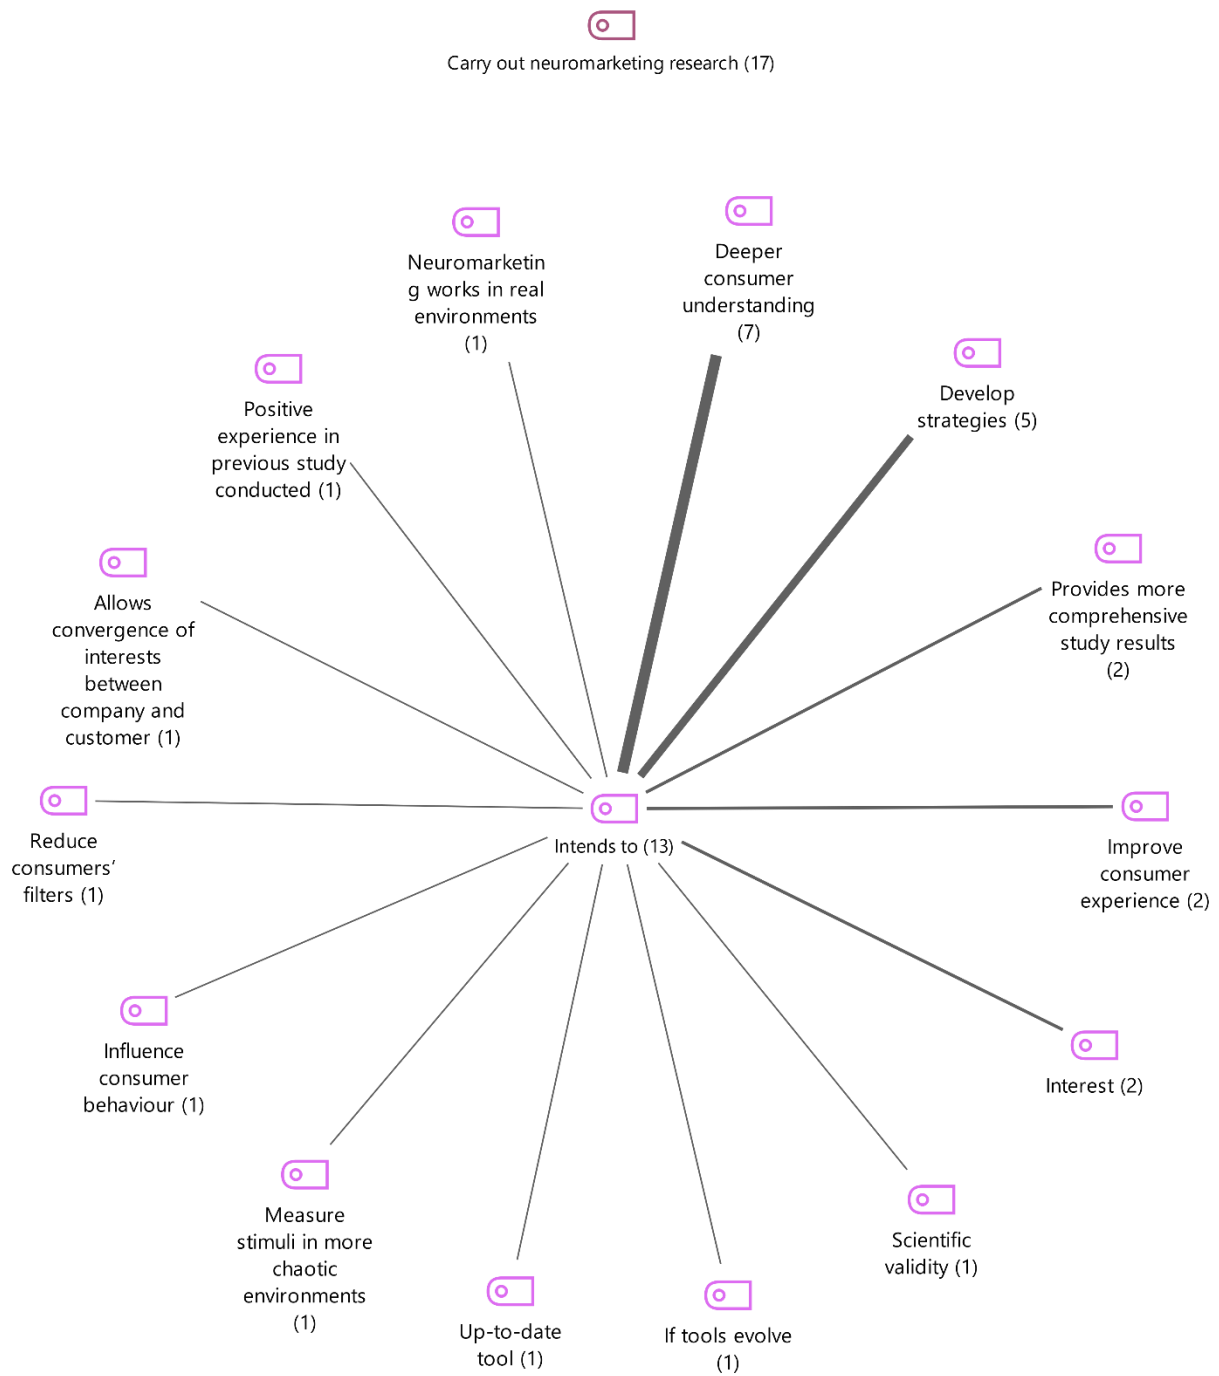 Carry out neuromarketing research (17)
Neuromarketin
g works in real
environments
(1)
Deeper
consumer
understanding
(7)
Develop
strategies (5)
Positive
experience in
previous study
conducted (1)
Provides more
comprehensive
study results
(2)
Allows
convergence of
interests
between
company and
customer (1)
Reduce
consumers’
filters (1)
Intends to (13)
Improve
consumer
experience (2)
Influence
consumer
behaviour (1)
Interest (2)
Measure
stimuli in more
chaotic
environments
(1)
Scientific
validity (1)
Up-to-date
tool (1)
If tools evolve
(1)